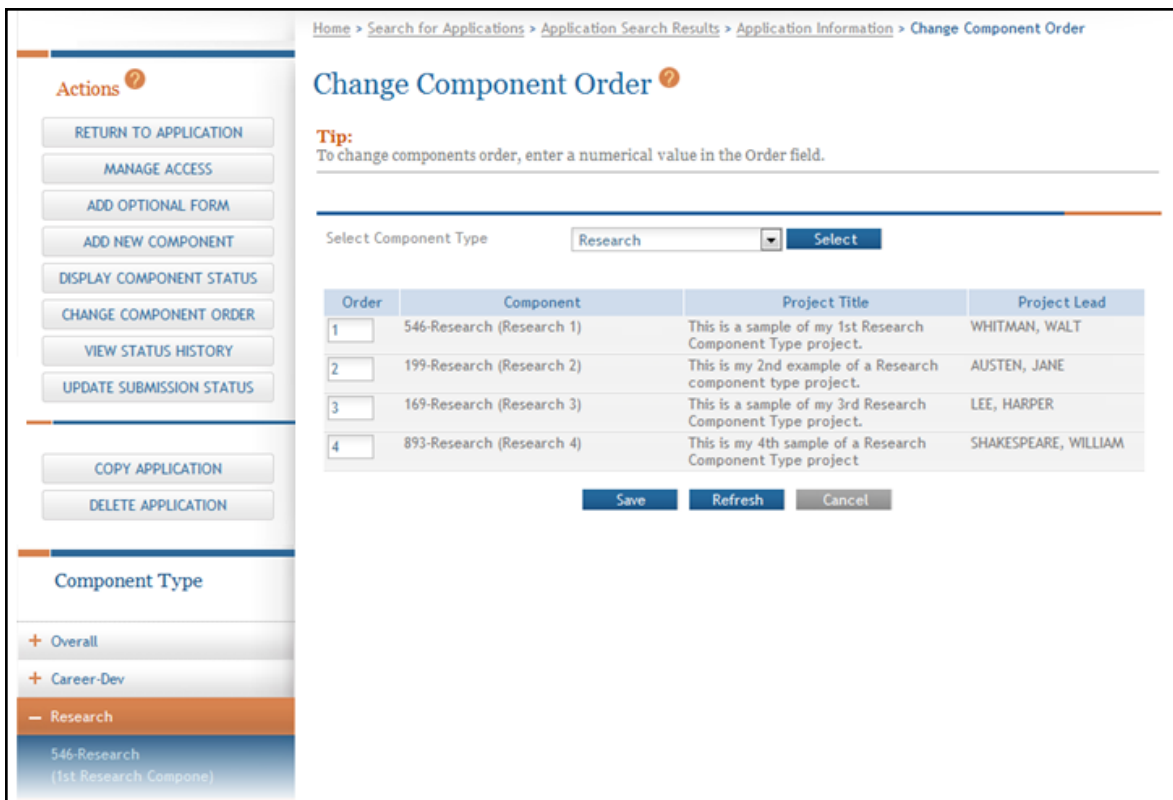 Home > Search for Applications > Application Search Results > Application Information > Change Component Order
Actions ?
RETURN TO APPLICATION
MANAGE ACCESS
ADD OPTIONAL FORM
ADD NEW COMPONENT
DISPLAY COMPONENT STATUS
CHANGE COMPONENT ORDER
VIEW STATUS HISTORY
UPDATE SUBMISSION STATUS
COPY APPLICATION
DELETE APPLICATION
Component Type
+ Overall
+ Career-Dev
− Research
546-Research
(1st Research Compone)
Change Component Order ?
Tip:
To change components order, enter a numerical value in the Order field.
Select Component Type Research Select
Order Component Project Title Project Lead
1 546-Research (Research 1) This is a sample of my 1st Research WHITMAN, WALT
Component Type project.
2 199-Research (Research 2) This is my 2nd example of a Research AUSTEN, JANE
component type project.
3 169-Research (Research 3) This is a sample of my 3rd Research LEE, HARPER
Component Type project.
4 893-Research (Research 4) This is my 4th sample of a Research SHAKESPEARE, WILLIAM
Component Type project
Save Refresh Cancel